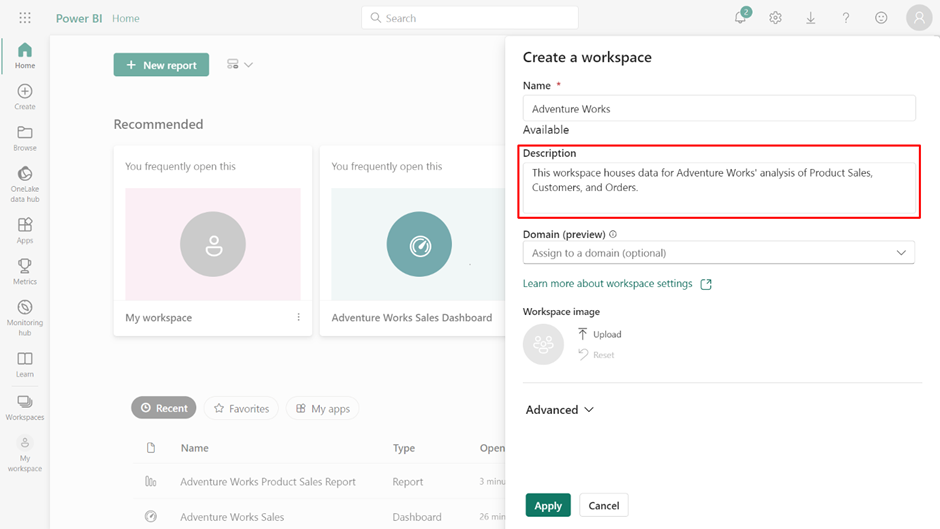 Power BI Home
Search
2
Home
Create
Browse
OneLake
data hub
Apps
Metrics
Monitoring
hub
Learn
Workspaces
My
workspace
New report
Recommended
You frequently open this
My workspace
You frequently open this
Adventure Works Sales Dashboard
Recent
Favorites
My apps
Name Type Open
Adventure Works Product Sales Report Report 3 minu
Adventure Works Sales Dashboard 26 min
Create a workspace
Name *
Adventure Works
Available
Description
This workspace houses data for Adventure Works' analysis of Product Sales,
Customers, and Orders.
Domain (preview)
Assign to a domain (optional)
Learn more about workspace settings
Workspace image
Upload
Reset
Advanced
Apply
Cancel